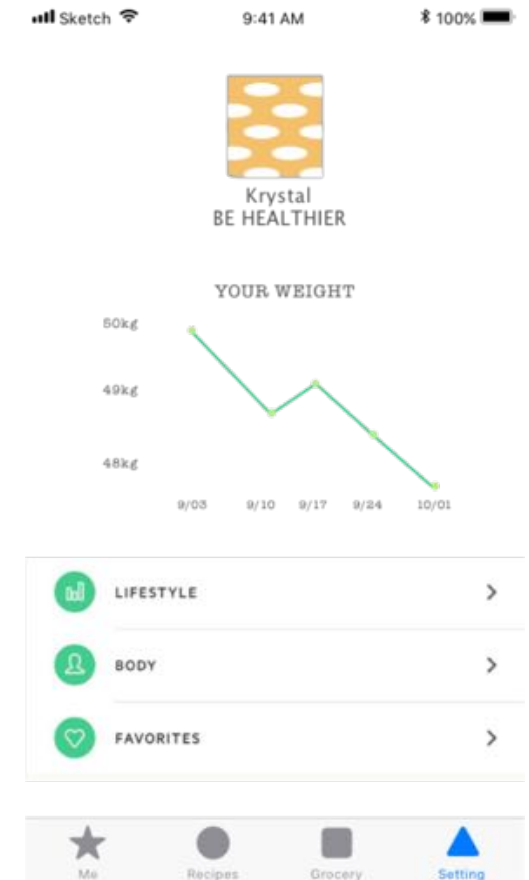 Sketch 9:41 AM 100%
Krystal
BE HEALTHIER
YOUR WEIGHT
50kg
49kg
48kg
9/03 9/10 9/17 9/24 10/01
LIFESTYLE
BODY
FAVORITES
Me Recipes Grocery Setting